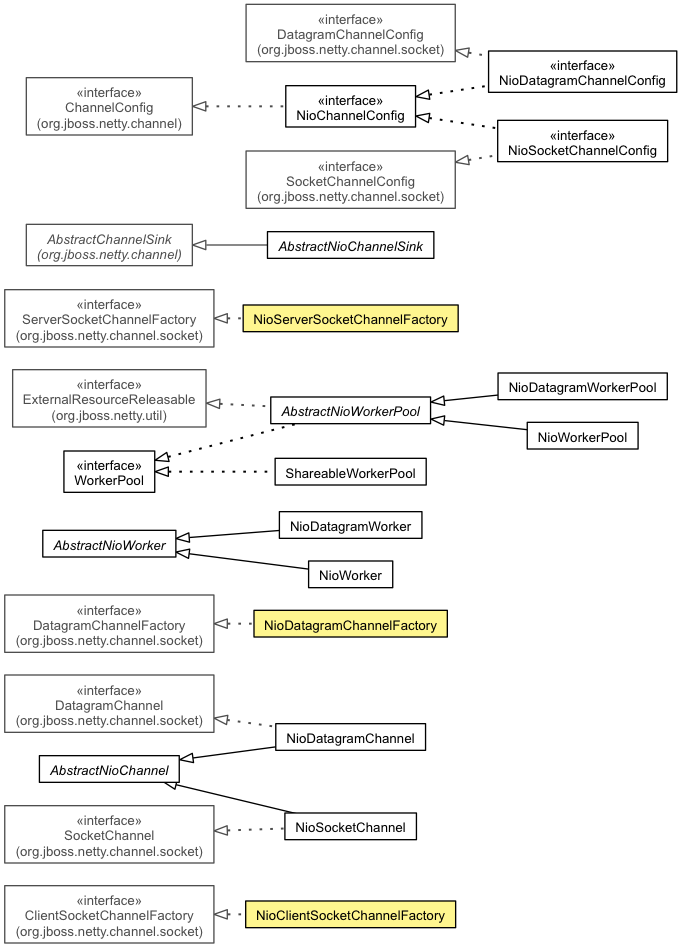 «interface»
DatagramChannelConfig
(org.jboss.netty.channel.socket)
«interface»
NioDatagramChannelConfig
«interface»
ChannelConfig
(org.jboss.netty.channel)
«interface»
NioChannelConfig
«interface»
NioSocketChannelConfig
«interface»
SocketChannelConfig
(org.jboss.netty.channel.socket)
AbstractChannelSink
(org.jboss.netty.channel)
AbstractNioChannelSink
«interface»
ServerSocketChannelFactory
(org.jboss.netty.channel.socket)
NioServerSocketChannelFactory
«interface»
ExternalResourceReleasable
(org.jboss.netty.util)
AbstractNioWorkerPool
NioDatagramWorkerPool
NioWorkerPool
«interface»
WorkerPool
ShareableWorkerPool
AbstractNioWorker
NioDatagramWorker
NioWorker
«interface»
DatagramChannelFactory
(org.jboss.netty.channel.socket)
NioDatagramChannelFactory
«interface»
DatagramChannel
(org.jboss.netty.channel.socket)
NioDatagramChannel
AbstractNioChannel
NioSocketChannel
«interface»
SocketChannel
(org.jboss.netty.channel.socket)
«interface»
ClientSocketChannelFactory
(org.jboss.netty.channel.socket)
NioClientSocketChannelFactory